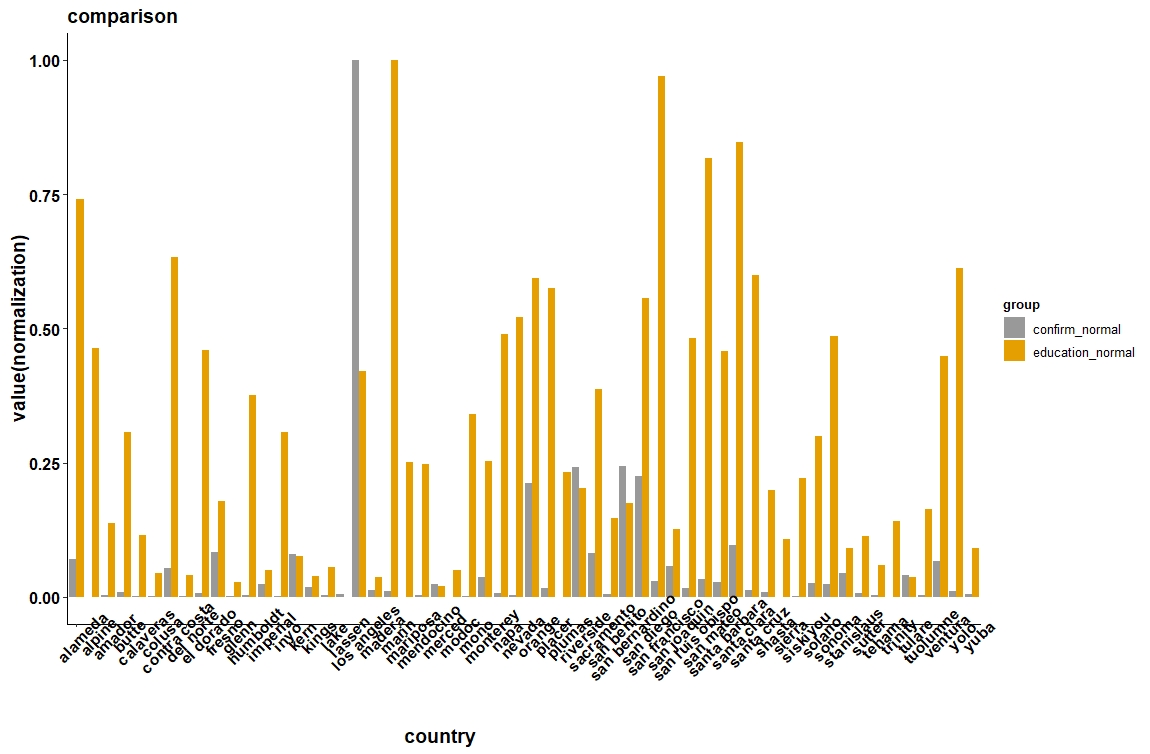 comparison
value(normalization)
1.00
0.75
0.50
0.25
0.00
group
confirm_normal
education_normal
alameda
alpine
amador
butte
calaveras
colusa
contra costa
del norte
el dorado
fresno
glenn
humboldt
imperial
inyo
kern
kings
lake
lassen
los angeles
madera
marin
mariposa
mendocino
merced
modoc
mono
monterey
napa
nevada
orange
placer
plumas
riverside
sacramento
san benito
san bernardino
san diego
san francisco
san joaquin
san luis obispo
san mateo
santa barbara
santa clara
santa cruz
shasta
sierra
siskiyou
solano
sonoma
stanislaus
sutter
tehama
trinity
tulare
tuolumne
ventura
yolo
yuba
country